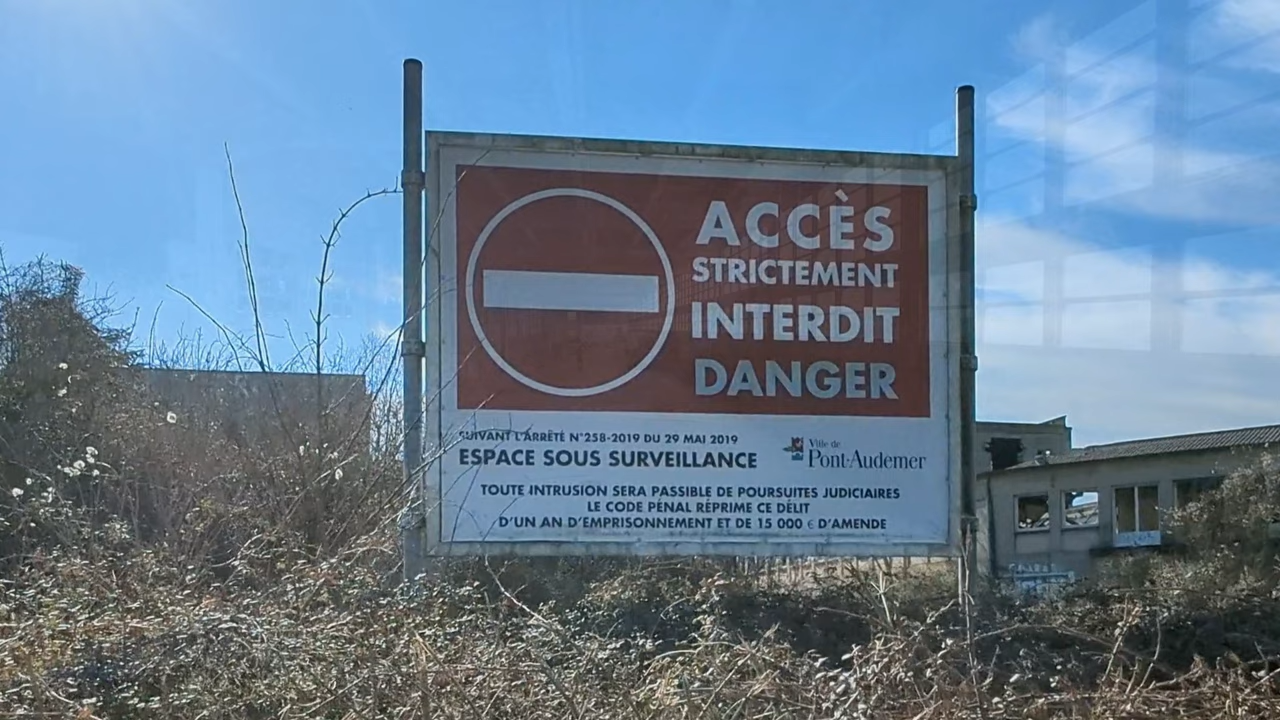 ACCÈS
STRICTEMENT
INTERDIT
DANGER
SUIVANT L'ARRÊTÉ N°258-2019 DU 29 MAI 2019
ESPACE SOUS SURVEILLANCE
Ville de
Pont-Audemer
TOUTE INTRUSION SERA PASSIBLE DE POURSUITES JUDICIAIRES
LE CODE PÉNAL RÉPRIME CE DÉLIT
D'UN AN D'EMPRISONNEMENT ET DE 15 000 € D'AMENDE